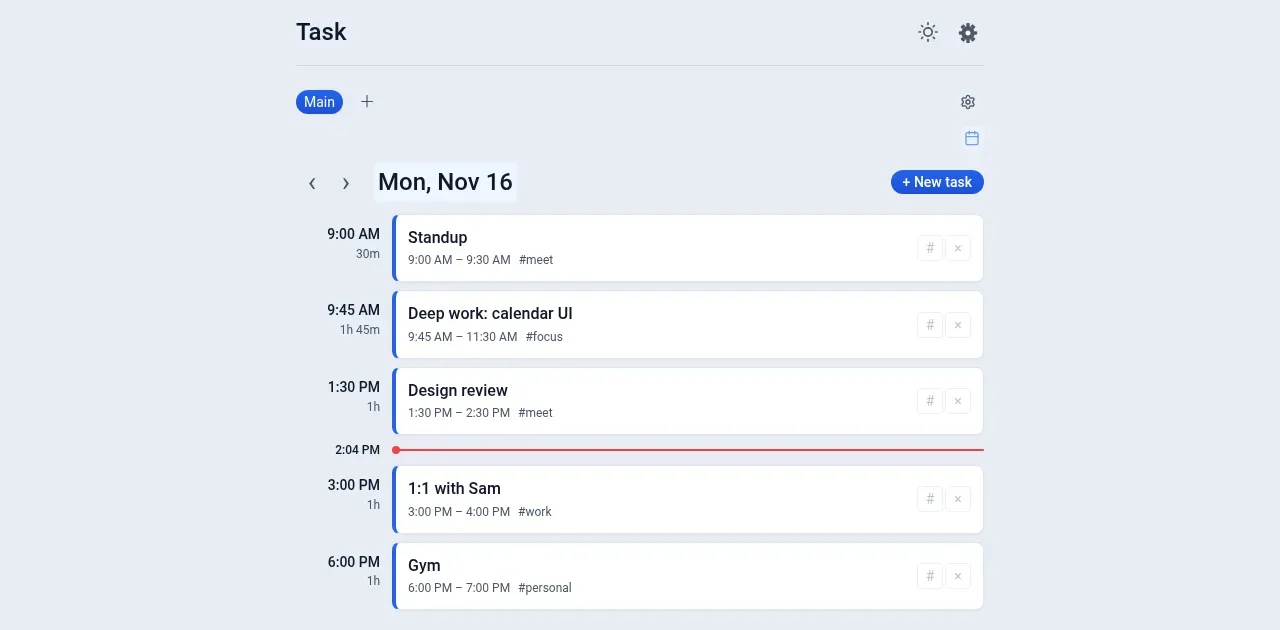 Task
Main
Mon, Nov 16
+ New task
9:00 AM
30m
Standup
9:00 AM – 9:30 AM #meet
# ×
9:45 AM
1h 45m
Deep work: calendar UI
9:45 AM – 11:30 AM #focus
# ×
1:30 PM
1h
Design review
1:30 PM – 2:30 PM #meet
# ×
2:04 PM
3:00 PM
1h
1:1 with Sam
3:00 PM – 4:00 PM #work
# ×
6:00 PM
1h
Gym
6:00 PM – 7:00 PM #personal
# ×